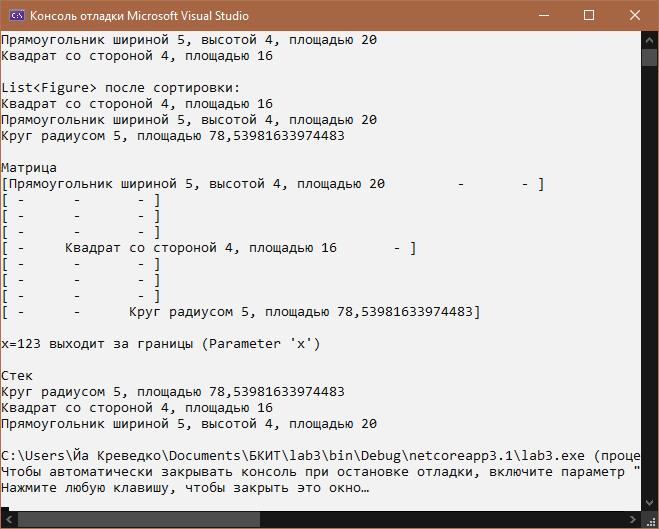 Консоль отладки Microsoft Visual Studio
Прямоугольник шириной 5, высотой 4, площадью 20
Квадрат со стороной 4, площадью 16
List<Figure> после сортировки:
Квадрат со стороной 4, площадью 16
Прямоугольник шириной 5, высотой 4, площадью 20
Круг радиусом 5, площадью 78,53981633974483
Матрица
[Прямоугольник шириной 5, высотой 4, площадью 20         -       - ]
[ -      -      - ]
[ -      -      - ]
[ -      -      - ]
[ -     Квадрат со стороной 4, площадью 16       - ]
[ -      -      - ]
[ -      -      - ]
[ -      -      - ]
[ -      -      Круг радиусом 5, площадью 78,53981633974483]
x=123 выходит за границы (Parameter 'x')
Стек
Круг радиусом 5, площадью 78,53981633974483
Квадрат со стороной 4, площадью 16
Прямоугольник шириной 5, высотой 4, площадью 20
C:\Users\Йа Креведко\Documents\БКИТ\lab3\bin\Debug\netcoreapp3.1\lab3.exe (проце
Чтобы автоматически закрывать консоль при остановке отладки, включите параметр "
Нажмите любую клавишу, чтобы закрыть это окно…